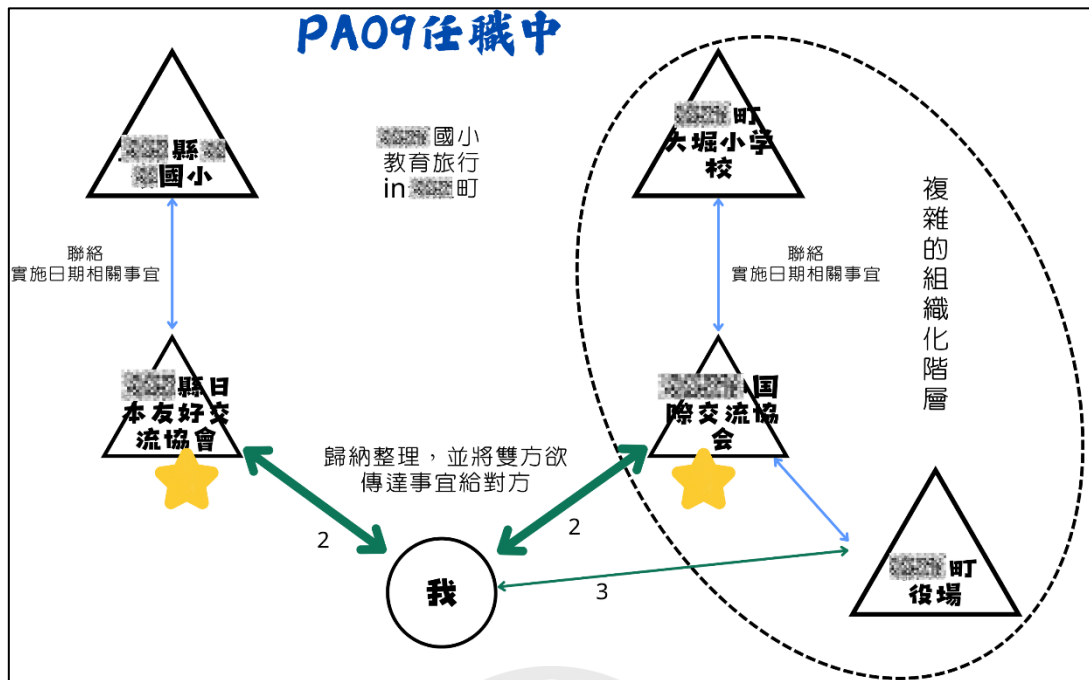 PA09任職中
縣
國小
國小
教育旅行
in 町
町
大堀小学
校
聯絡
實施日期相關事宜
聯絡
實施日期相關事宜
複雜的組織化階層
縣日
本友好交
流協會
国
際交流協
会
歸納整理，並將雙方欲
傳達事宜給對方
2
2
我
3
町
役場